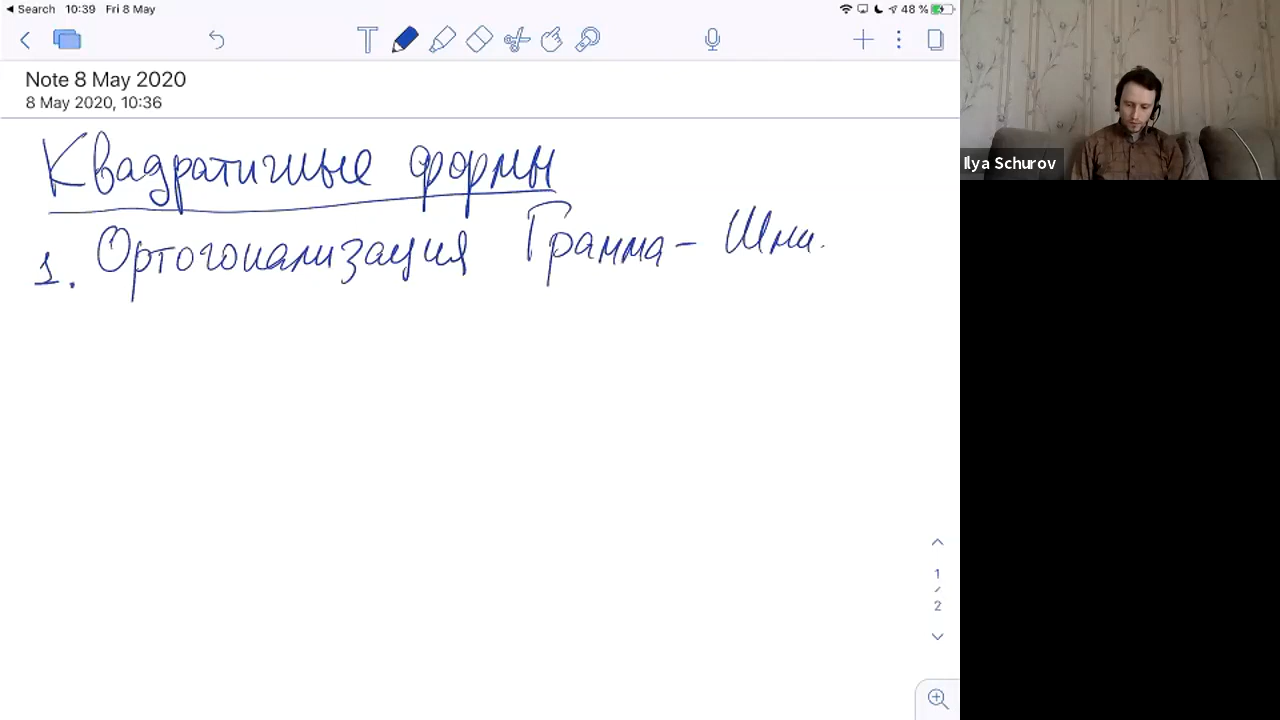 Search 10:39 Fri 8 May 48 %
Note 8 May 2020
8 May 2020, 10:36
Квадратичные формы
1. Ортогонализация Грамма - Шми.
Ilya Schurov
1
2